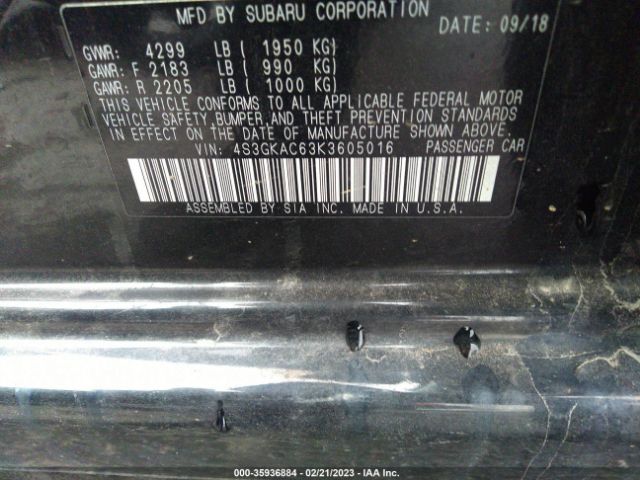 MFD BY SUBARU CORPORATION DATE: 09/18
GVWR: 4299 LB ( 1950 KG)
GAWR: F 2183 LB ( 990 KG)
GAWR: R 2205 LB ( 1000 KG)
THIS VEHICLE CONFORMS TO ALL APPLICABLE FEDERAL MOTOR
VEHICLE SAFETY,BUMPER,AND THEFT PREVENTION STANDARDS
IN EFFECT ON THE DATE OF MANUFACTURE SHOWN ABOVE.
VIN: 4S3GKAC63K3605016 PASSENGER CAR
ASSEMBLED BY SIA INC. MADE IN U.S.A.
000-35936884 / 02/21/2023 - IAA Inc.